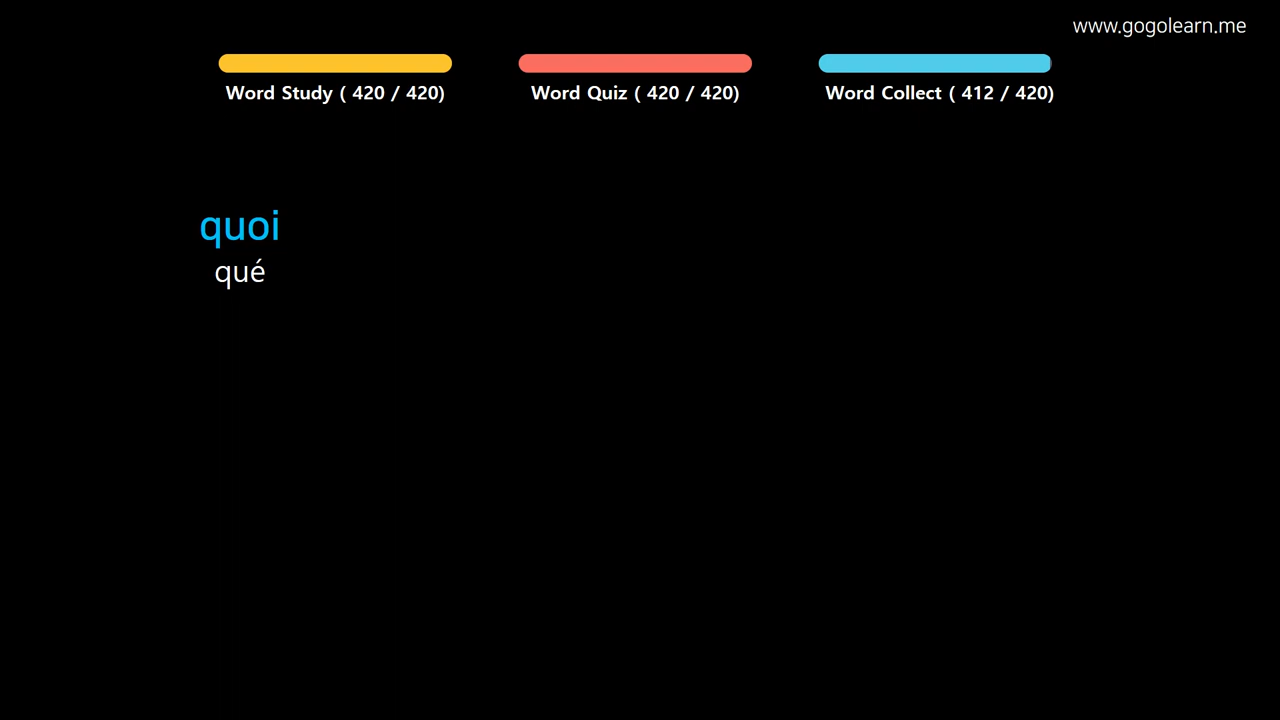 www.gogolearn.me
Word Study ( 420 / 420)
Word Quiz ( 420 / 420)
Word Collect ( 412 / 420)
quoi
qué